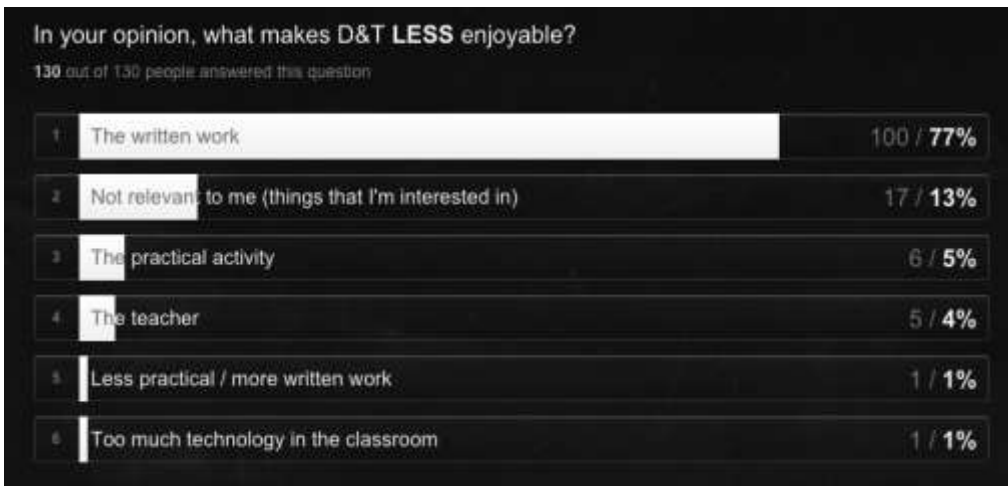 In your opinion, what makes D&T LESS enjoyable?
130 out of 130 people answered this question
1 The written work 100 / 77%
2 Not relevant to me (things that I'm interested in) 17 / 13%
3 The practical activity 6 / 5%
4 The teacher 5 / 4%
5 Less practical / more written work 1 / 1%
6 Too much technology in the classroom 1 / 1%